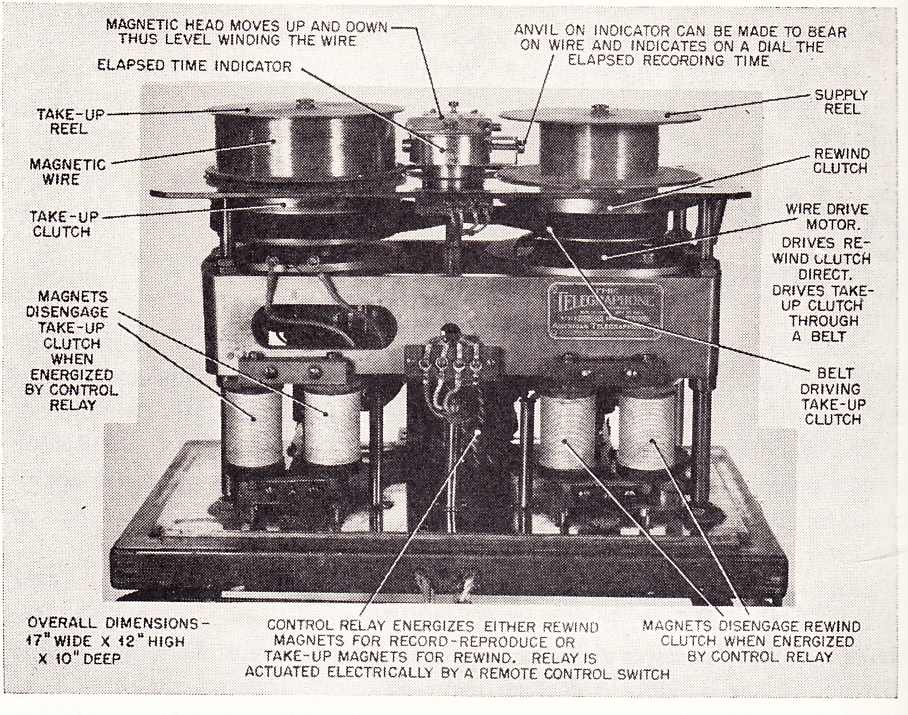 MAGNETIC HEAD MOVES UP AND DOWN
THUS LEVEL WINDING THE WIRE
ELAPSED TIME INDICATOR
ANVIL ON INDICATOR CAN BE MADE TO BEAR
ON WIRE AND INDICATES ON A DIAL THE
ELAPSED RECORDING TIME
TAKE-UP
REEL
MAGNETIC
WIRE
TAKE-UP
CLUTCH
MAGNETS
DISENGAGE
TAKE-UP
CLUTCH
WHEN
ENERGIZED
BY CONTROL
RELAY
SUPPLY
REEL
REWIND
CLUTCH
WIRE DRIVE
MOTOR.
DRIVES RE-
WIND CLUTCH
DIRECT.
DRIVES TAKE-
UP CLUTCH
THROUGH
A BELT
BELT
DRIVING
TAKE-UP
CLUTCH
THE
TELEGRAPHONE
OVERALL DIMENSIONS-
17" WIDE X 12" HIGH
X 10" DEEP
CONTROL RELAY ENERGIZES EITHER REWIND
MAGNETS FOR RECORD-REPRODUCE OR
TAKE-UP MAGNETS FOR REWIND. RELAY IS
ACTUATED ELECTRICALLY BY A REMOTE CONTROL SWITCH
MAGNETS DISENGAGE REWIND
CLUTCH WHEN ENERGIZED
BY CONTROL RELAY